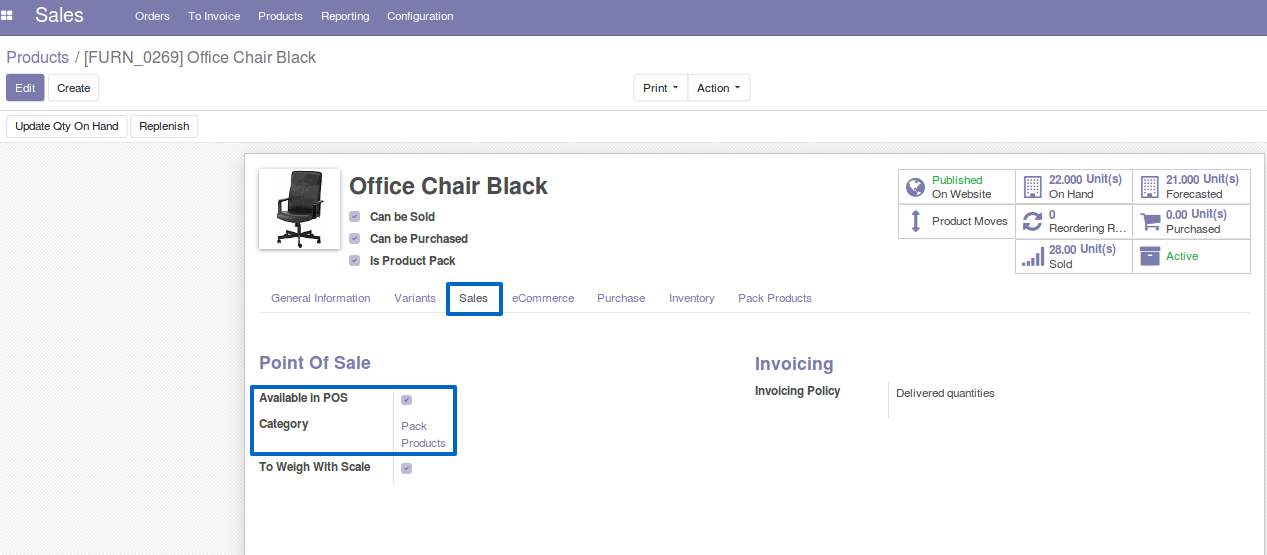 Sales Orders To Invoice Products Reporting Configuration
Products / [FURN_0269] Office Chair Black
Edit Create Print Action
Update Qty On Hand Replenish
Office Chair Black
Can be Sold
Can be Purchased
Is Product Pack
Published
On Website
22.000 Unit(s)
On Hand
21.000 Unit(s)
Forecasted
Product Moves
0
Reordering R...
0.00 Unit(s)
Purchased
28.00 Unit(s)
Sold
Active
General Information Variants Sales eCommerce Purchase Inventory Pack Products
Point Of Sale
Available in POS
Category Pack
Products
To Weigh With Scale
Invoicing
Invoicing Policy Delivered quantities